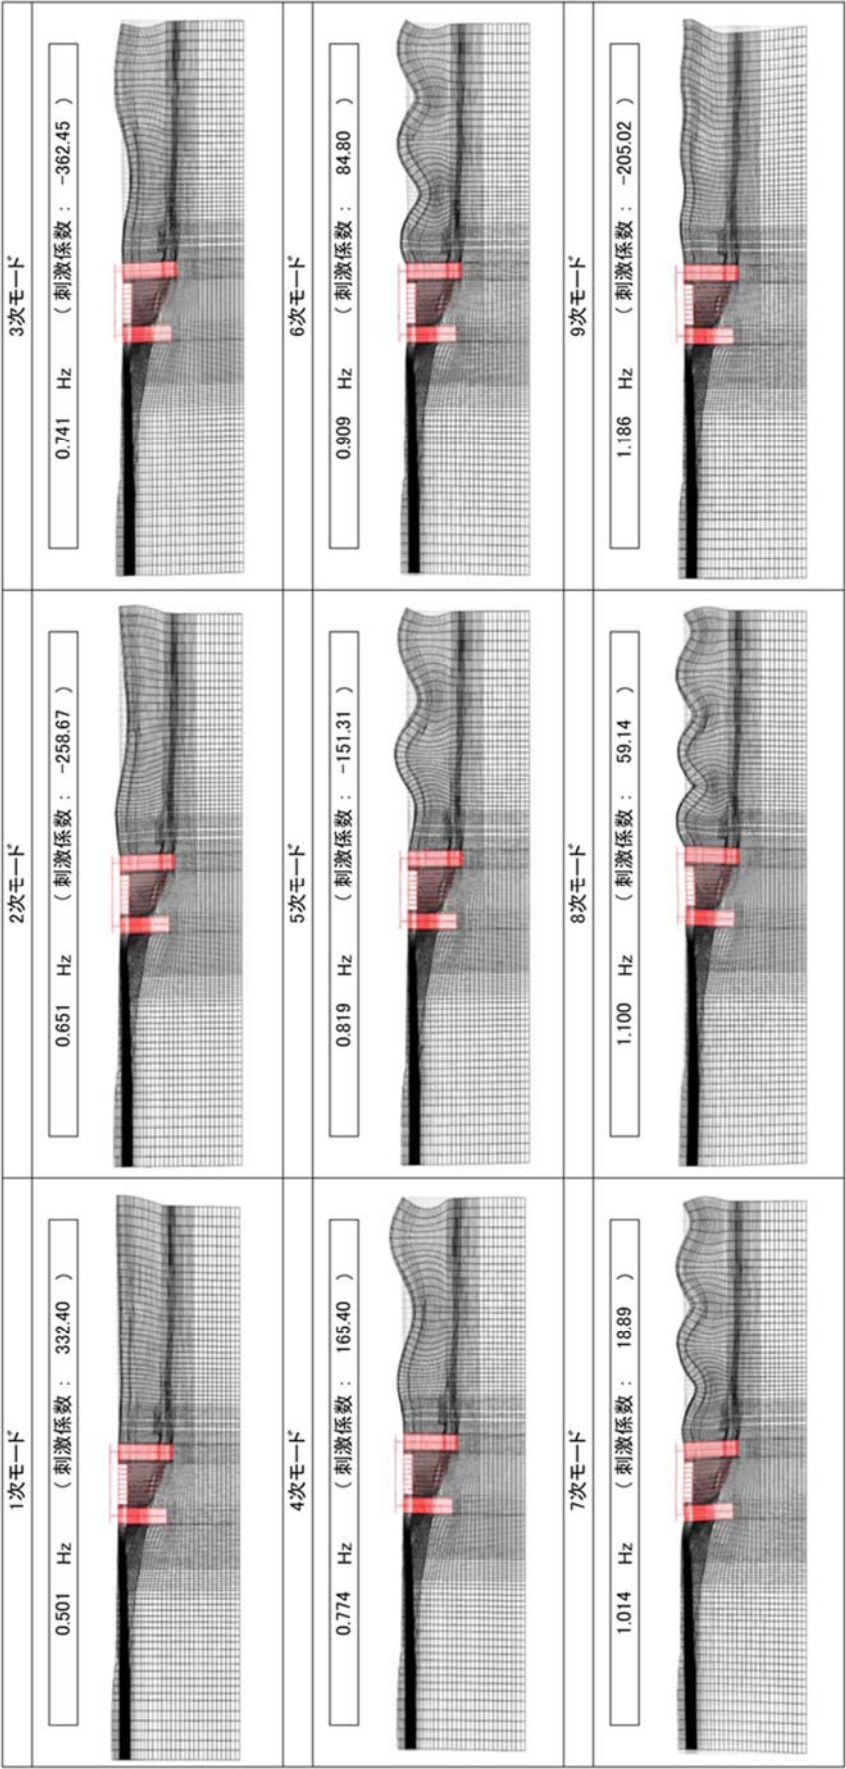 1次モード
0.501 Hz （ 刺激係数： 332.40 ）
2次モード
0.651 Hz （ 刺激係数： -258.67 ）
3次モード
0.741 Hz （ 刺激係数： -362.45 ）
4次モード
0.774 Hz （ 刺激係数： 165.40 ）
5次モード
0.819 Hz （ 刺激係数： -151.31 ）
6次モード
0.909 Hz （ 刺激係数： 84.80 ）
7次モード
1.014 Hz （ 刺激係数： 18.89 ）
8次モード
1.100 Hz （ 刺激係数： 59.14 ）
9次モード
1.186 Hz （ 刺激係数： -205.02 ）